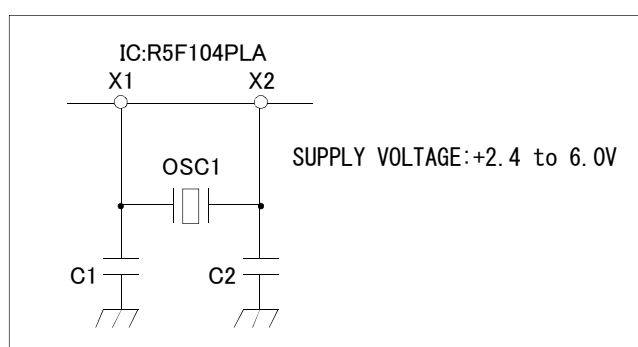 IC:R5F104PLA
X1 X2
OSC1
SUPPLY VOLTAGE:+2.4 to 6.0V
C1 C2